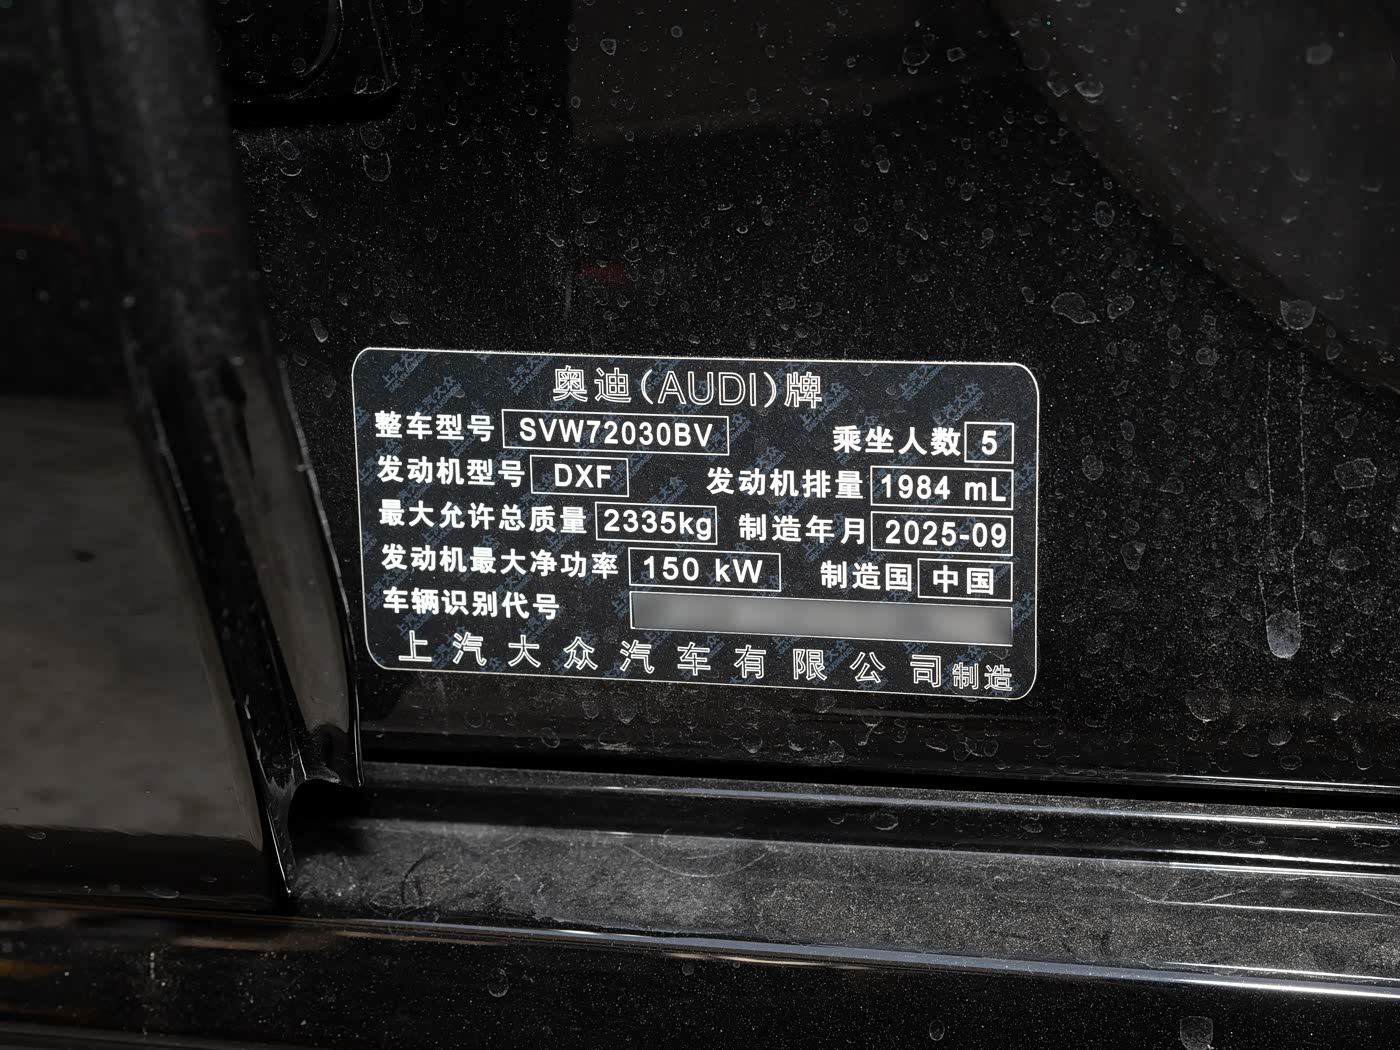 奥迪(AUDI)牌
整车型号 SVW72030BV 乘坐人数 5
发动机型号 DXF 发动机排量 1984 mL
最大允许总质量 2335kg 制造年月 2025-09
发动机最大净功率 150 kW 制造国 中国
车辆识别代号
上汽大众汽车有限公司制造